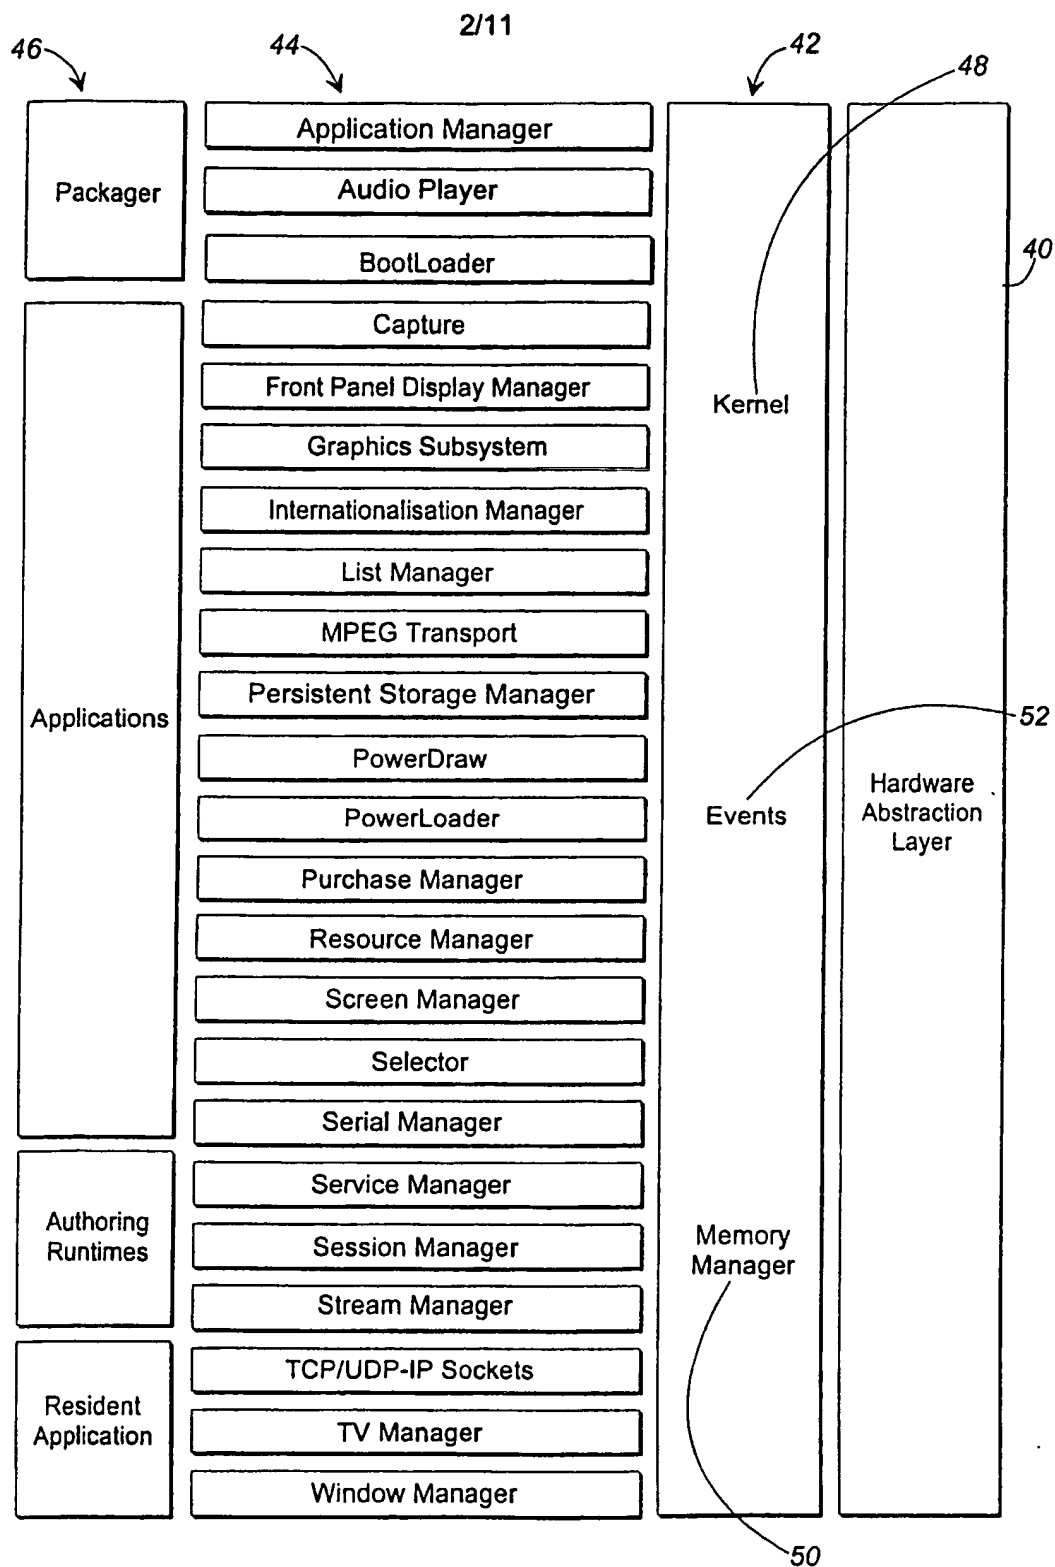 2/11
46
44
42
48
40
52
50
Packager
Applications
Authoring
Runtimes
Resident
Application
Application Manager
Audio Player
BootLoader
Capture
Front Panel Display Manager
Graphics Subsystem
Internationalisation Manager
List Manager
MPEG Transport
Persistent Storage Manager
PowerDraw
PowerLoader
Purchase Manager
Resource Manager
Screen Manager
Selector
Serial Manager
Service Manager
Session Manager
Stream Manager
TCP/UDP-IP Sockets
TV Manager
Window Manager
Kernel
Events
Memory
Manager
Hardware
Abstraction
Layer